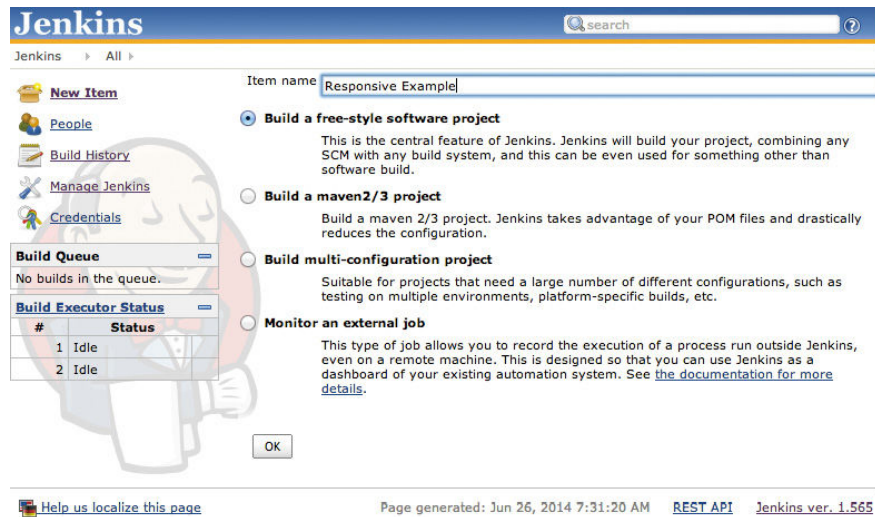 Jenkins
search
Jenkins
All
New Item
People
Build History
Manage Jenkins
Credentials
Build Queue
No builds in the queue.
Build Executor Status
# Status
1 Idle
2 Idle
Item name Responsive Example
Build a free-style software project
This is the central feature of Jenkins. Jenkins will build your project, combining any
SCM with any build system, and this can be even used for something other than
software build.
Build a maven2/3 project
Build a maven 2/3 project. Jenkins takes advantage of your POM files and drastically
reduces the configuration.
Build multi-configuration project
Suitable for projects that need a large number of different configurations, such as
testing on multiple environments, platform-specific builds, etc.
Monitor an external job
This type of job allows you to record the execution of a process run outside Jenkins,
even on a remote machine. This is designed so that you can use Jenkins as a
dashboard of your existing automation system. See the documentation for more
details.
OK
Help us localize this page
Page generated: Jun 26, 2014 7:31:20 AM REST API Jenkins ver. 1.565